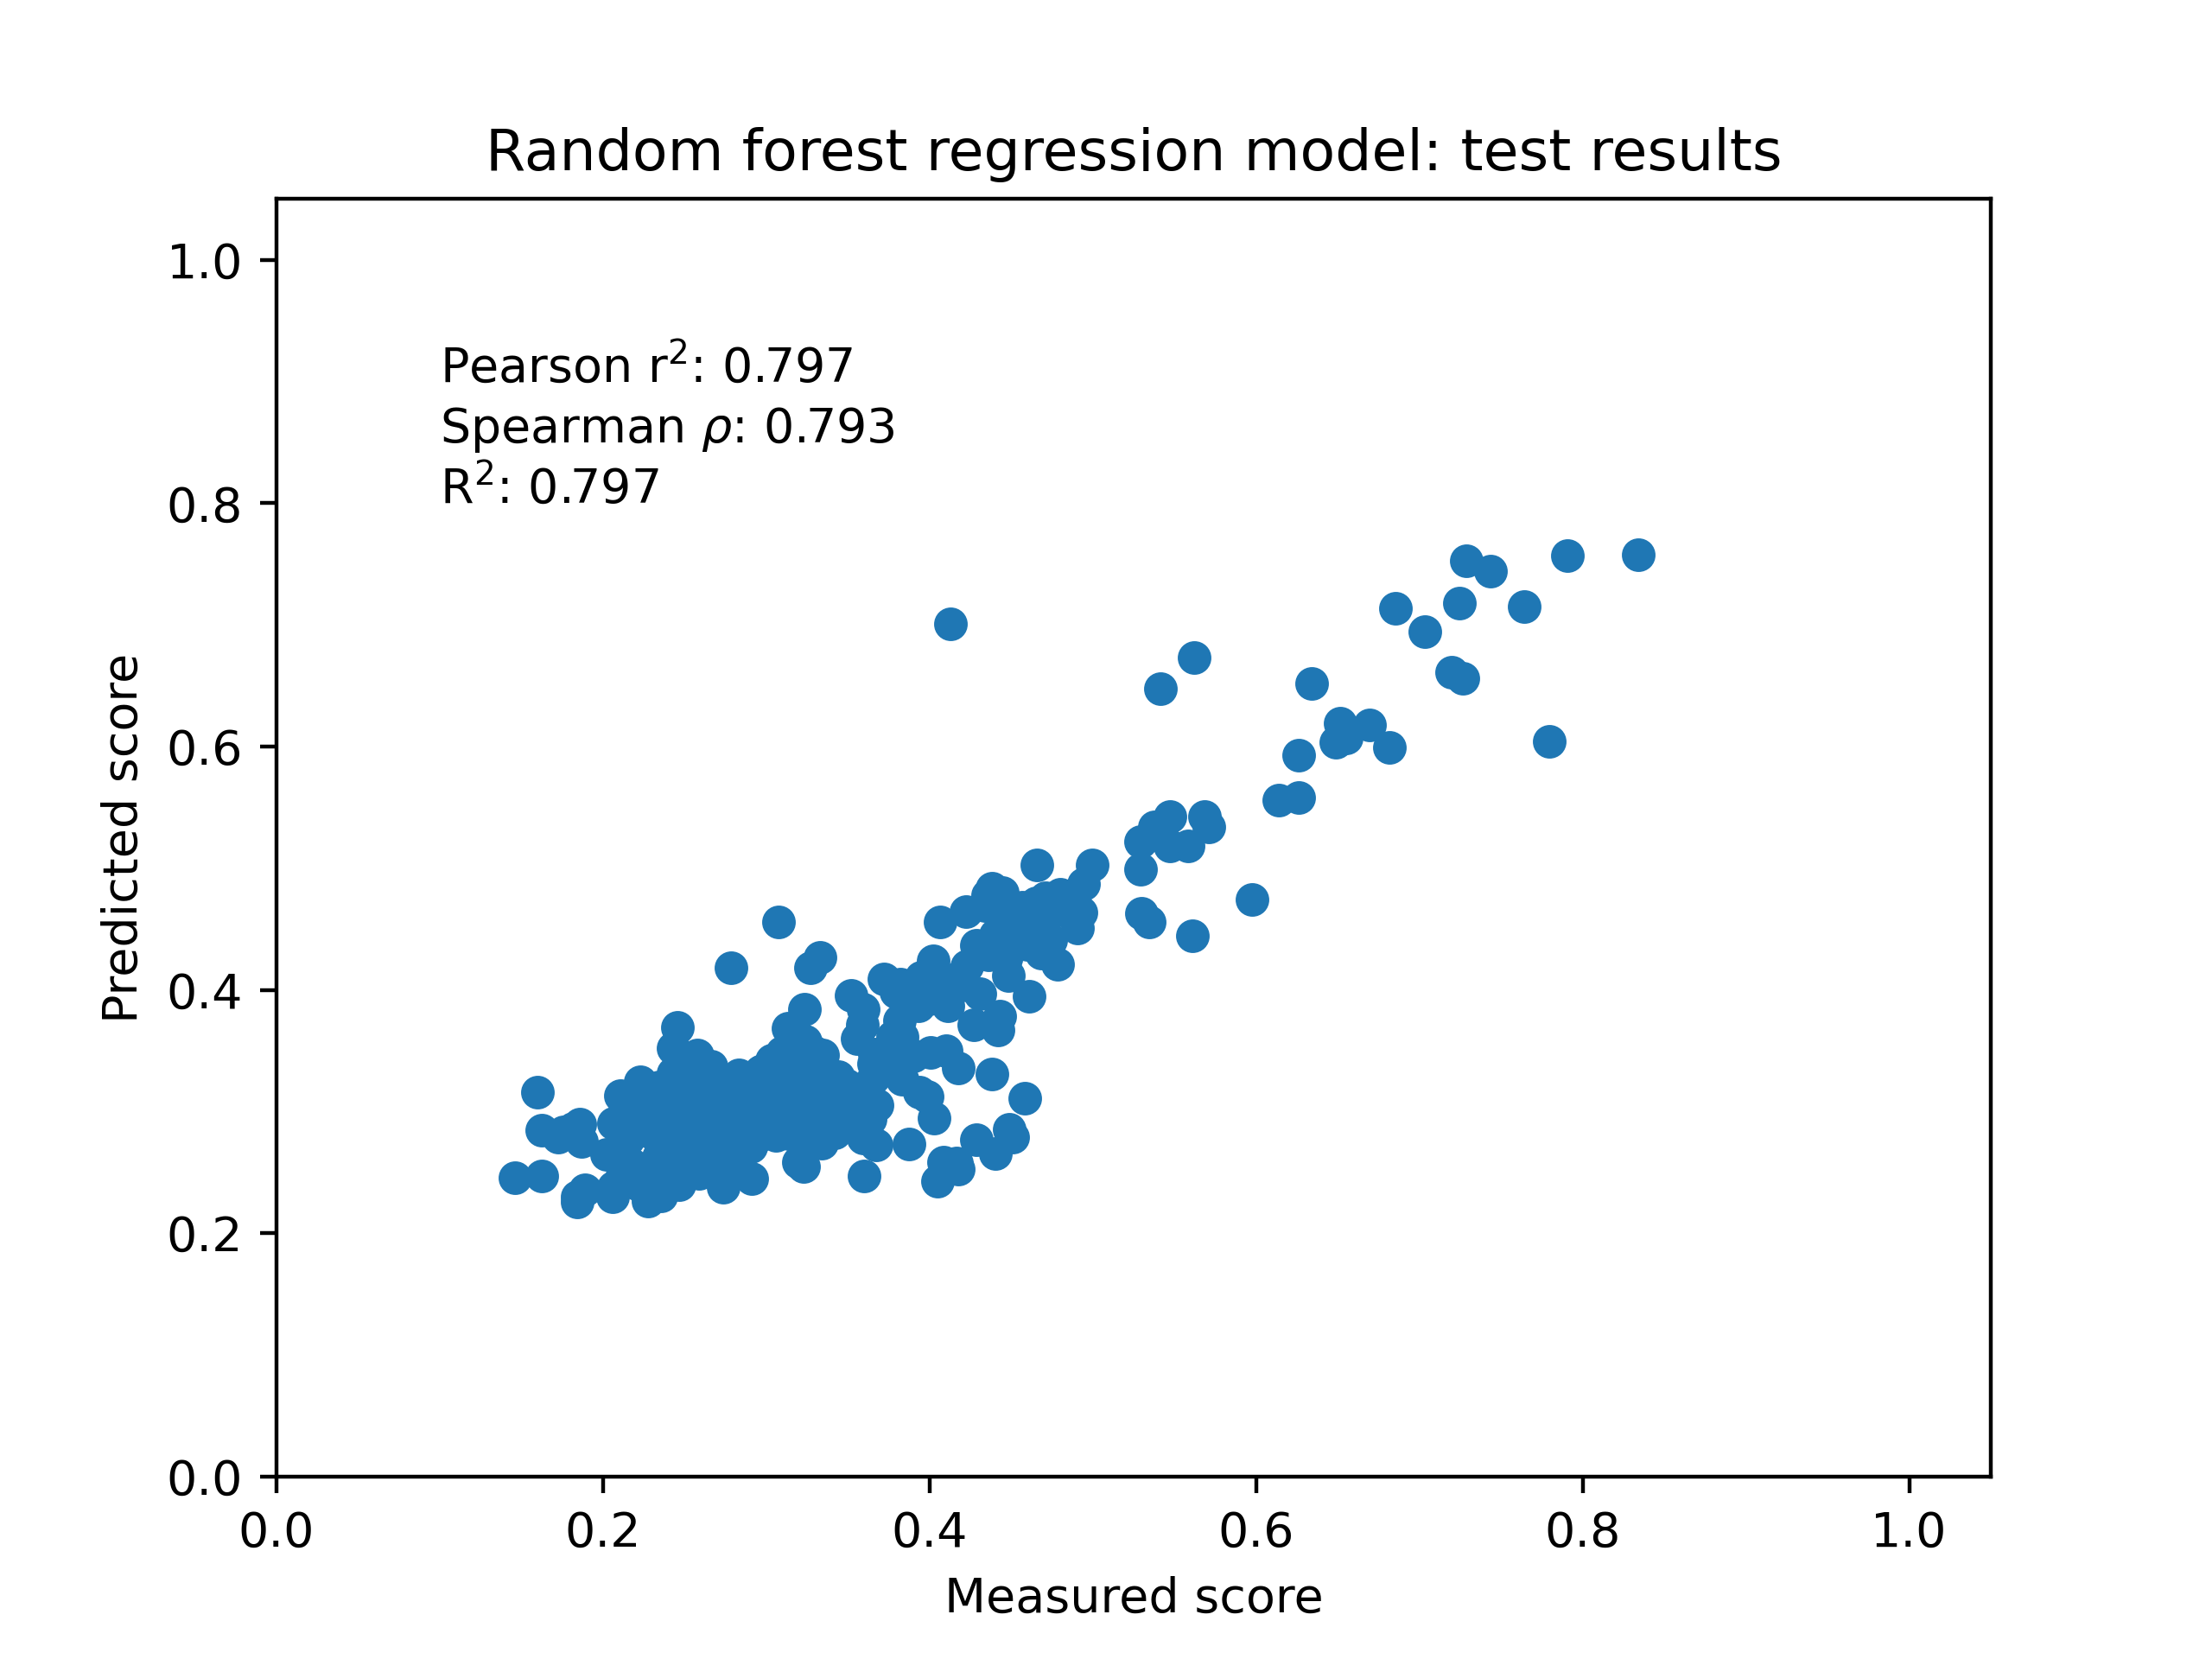 Random forest regression model: test results
1.0
Pearson r²: 0.797
Spearman ρ: 0.793
R²: 0.797
0.8
0.6
0.4
0.2
0.0
Predicted score
0.0 0.2 0.4 0.6 0.8 1.0
Measured score